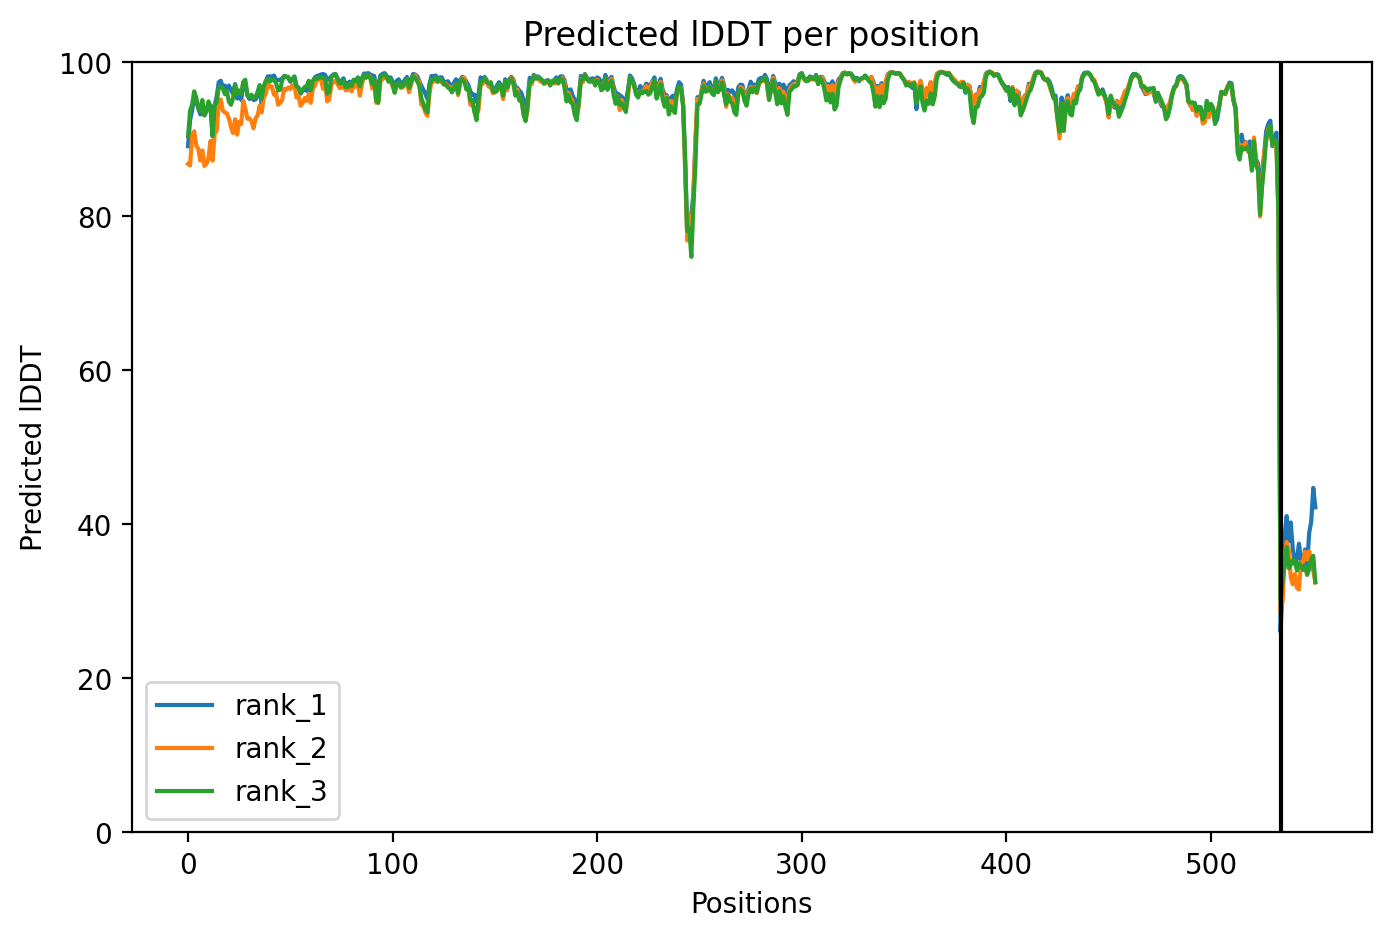 Predicted lDDT per position
100
80
60
40
20
0
Predicted lDDT
rank_1
rank_2
rank_3
0 100 200 300 400 500
Positions